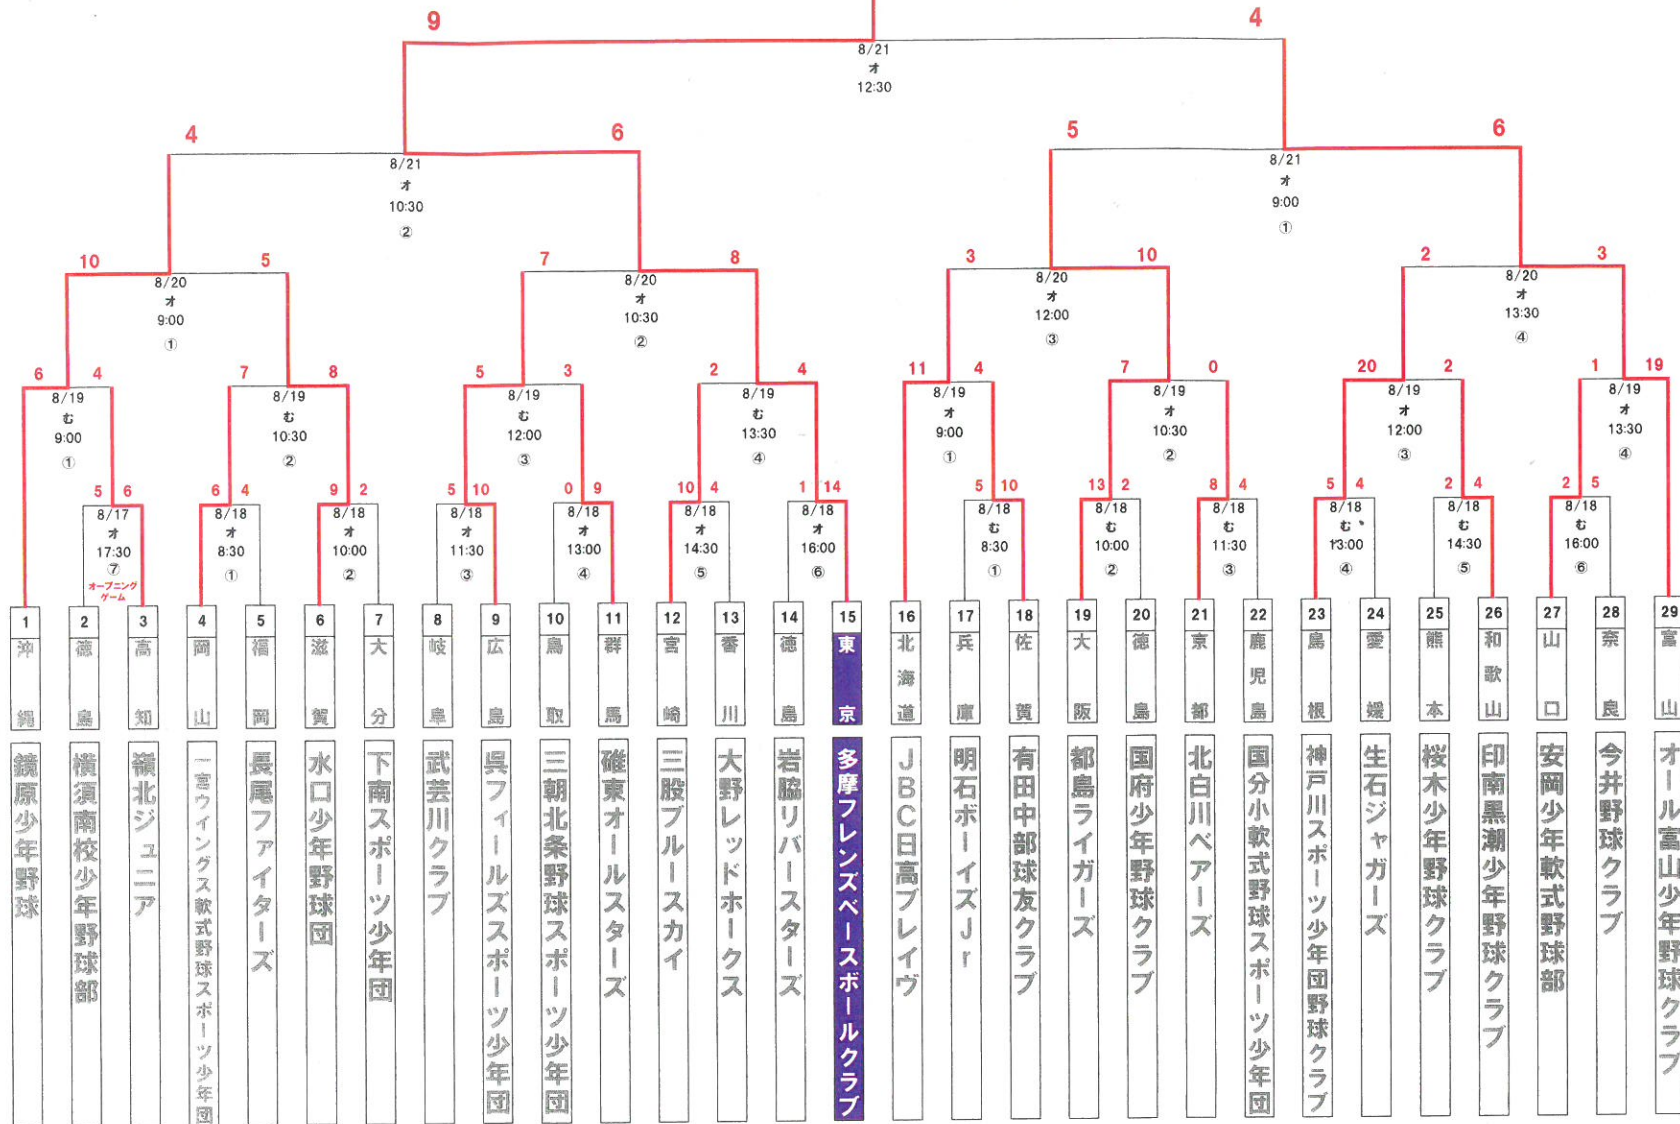 9 4
8/21
オ
12:30
4 6 5 6
8/21
オ
10:30
②
8/21
オ
9:00
①
10 5 7 8 3 10 2 3
8/20
オ
9:00
①
8/20
オ
10:30
②
8/20
オ
12:00
③
8/20
オ
13:30
④
6 4 7 8 5 3 2 4 11 4 7 0 20 2 1 19
8/19
む
9:00
①
8/19
む
10:30
②
8/19
む
12:00
③
8/19
む
13:30
④
8/19
オ
9:00
①
8/19
オ
10:30
②
8/19
オ
12:00
③
8/19
オ
13:30
④
5 6 6 4 9 2 5 10 0 9 10 4 1 14 5 10 13 2 8 4 5 4 2 4 2 5
8/17
オ
17:30
⑦
オープニング
ゲーム
8/18
オ
8:30
①
8/18
オ
10:00
②
8/18
オ
11:30
③
8/18
オ
13:00
④
8/18
オ
14:30
⑤
8/18
オ
16:00
⑥
8/18
む
8:30
①
8/18
む
10:00
②
8/18
む
11:30
③
8/18
む
13:00
④
8/18
む
14:30
⑤
8/18
む
16:00
⑥
1
沖縄
鏡原少年野球
2
徳島
横須南校少年野球部
3
高知
嶺北ジュニア
4
岡山
一宮ウイングス軟式野球スポーツ少年団
5
福岡
長尾ファイターズ
6
滋賀
水口少年野球団
7
大分
下南スポーツ少年団
8
岐阜
武芸川クラブ
9
広島
呉フィールズスポーツ少年団
10
鳥取
三朝北条野球スポーツ少年団
11
群馬
碓東オールスターズ
12
宮崎
三股ブルースカイ
13
香川
大野レッドホークス
14
徳島
岩脇リバースターズ
15
東京
多摩フレンズベースボールクラブ
16
北海道
JBC日高ブレイヴ
17
兵庫
明石ボーイズJr
18
佐賀
有田中部球友クラブ
19
大阪
都島ライガーズ
20
徳島
国府少年野球クラブ
21
京都
北白川ベアーズ
22
鹿児島
国分小軟式野球スポーツ少年団
23
島根
神戸川スポーツ少年団野球クラブ
24
愛媛
生石ジャガーズ
25
熊本
桜木少年野球クラブ
26
和歌山
印南黒潮少年野球クラブ
27
山口
安岡少年軟式野球部
28
奈良
今井野球クラブ
29
富山
オール富山少年野球クラブ